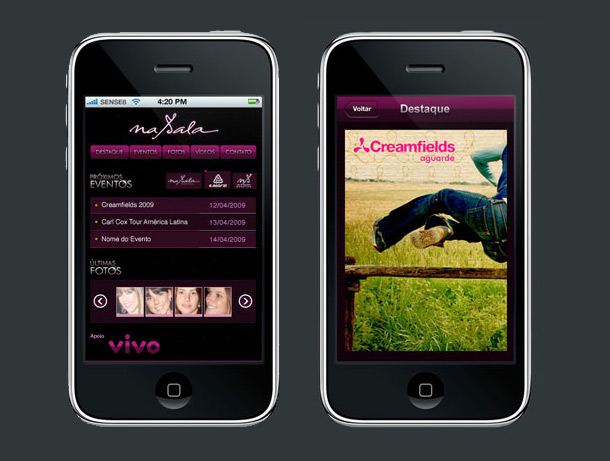 SENSE8 4:20 PM
naSala
DESTAQUE EVENTOS FOTOS VÍDEOS CONTATO
PRÓXIMOS
EVENTOS
naSala
Creamfields 2009 12/04/2009
Carl Cox Tour América Latina 13/04/2009
Nome do Evento 14/04/2009
ÚLTIMAS
FOTOS
Apoio
vivo
Voltar Destaque
Creamfields
aguarde